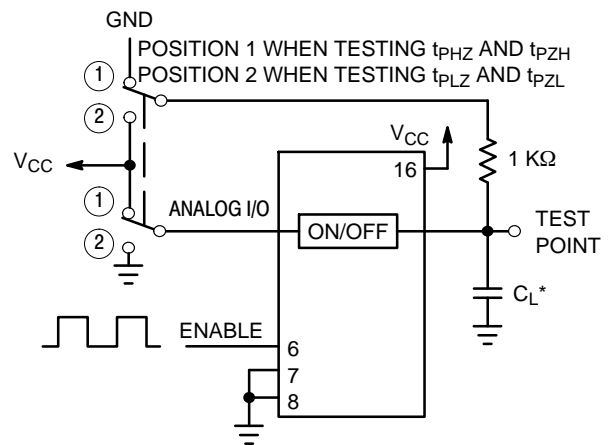 GND
POSITION 1 WHEN TESTING tPHZ AND tPZH
POSITION 2 WHEN TESTING tPLZ AND tPZL
1
2
VCC
16
1 KΩ
VCC
1
ANALOG I/O
ON/OFF
TEST
POINT
2
CL*
ENABLE
6
7
8